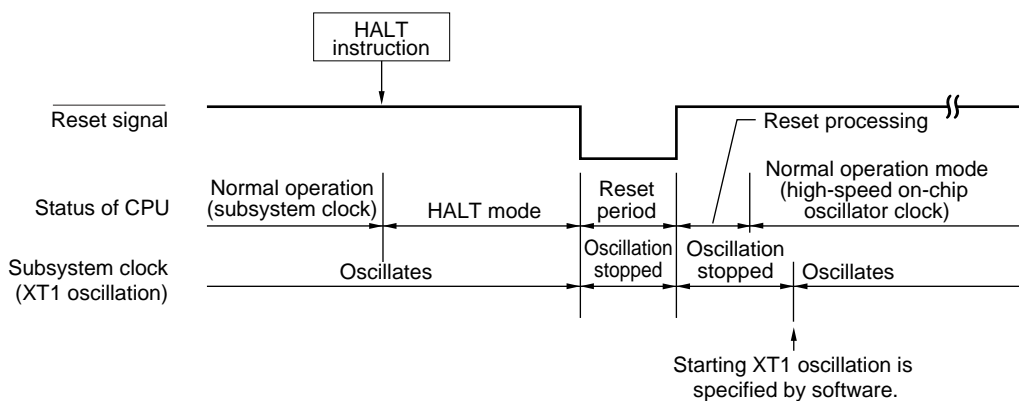 HALT
instruction
Reset signal
Reset processing
Status of CPU
Normal operation
(subsystem clock)
HALT mode
Reset
period
Normal operation mode
(high-speed on-chip
oscillator clock)
Subsystem clock
(XT1 oscillation)
Oscillates
Oscillation
stopped
Oscillation
stopped
Oscillates
Starting XT1 oscillation is
specified by software.